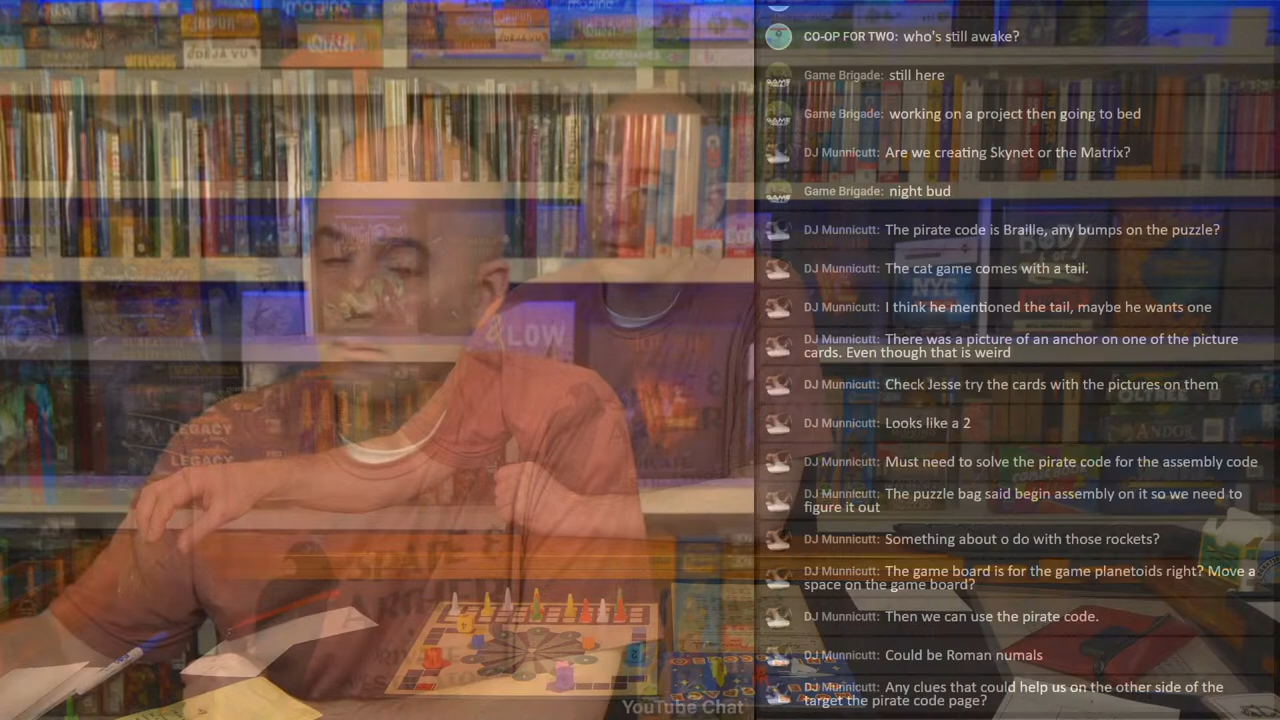 CO-OP FOR TWO: who's still awake?
Game Brigade: still here
Game Brigade: working on a project then going to bed
DJ Munnicutt: Are we creating Skynet or the Matrix?
Game Brigade: night bud
DJ Munnicutt: The pirate code is Braille, any bumps on the puzzle?
DJ Munnicutt: The cat game comes with a tail.
DJ Munnicutt: I think he mentioned the tail, maybe he wants one
DJ Munnicutt: There was a picture of an anchor on one of the picture
cards. Even though that is weird
DJ Munnicutt: Check Jesse try the cards with the pictures on them
DJ Munnicutt: Looks like a 2
DJ Munnicutt: Must need to solve the pirate code for the assembly code
DJ Munnicutt: The puzzle bag said begin assembly on it so we need to
figure it out
DJ Munnicutt: Something about o do with those rockets?
DJ Munnicutt: The game board is for the game planetoids right? Move a
space on the game board?
DJ Munnicutt: Then we can use the pirate code.
DJ Munnicutt: Could be Roman numals
DJ Munnicutt: Any clues that could help us on the other side of the
target the pirate code page?
YouTube Chat
LEGACY
LEGACY
& LOW
NYC
BODY
ANDOR
DEJA VU